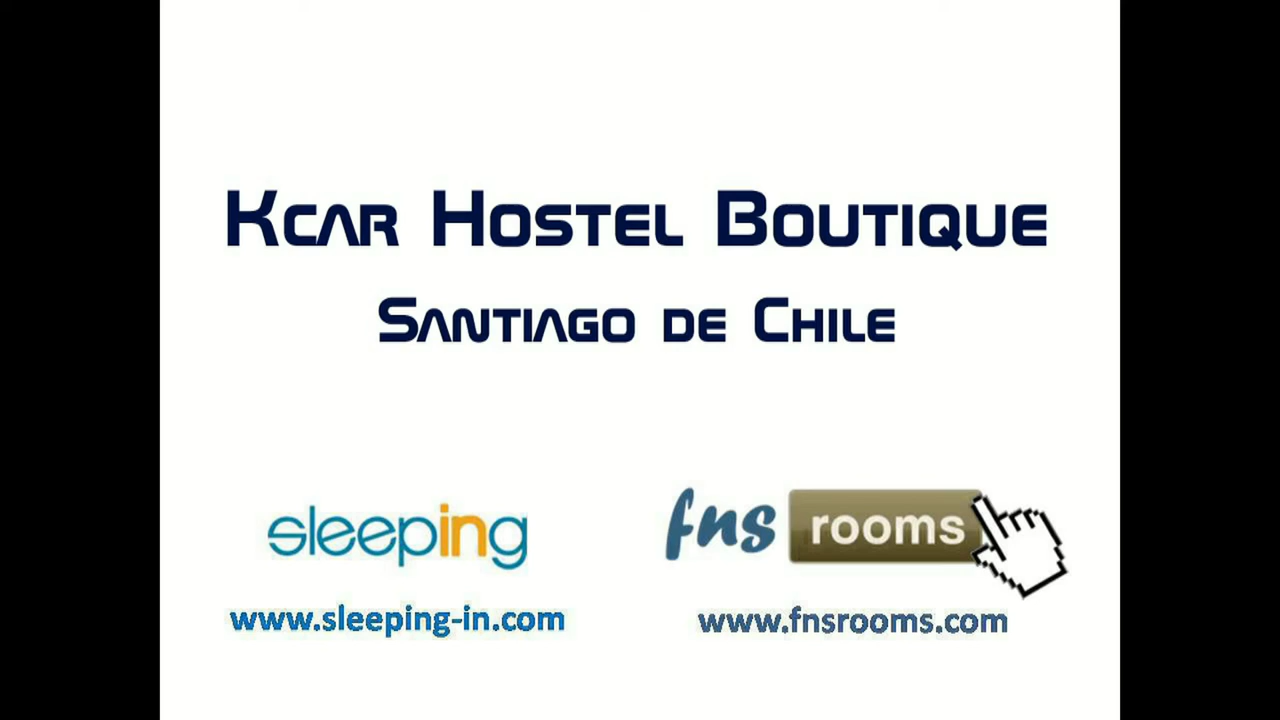 Kcar Hostel Boutique
Santiago de Chile
sleeping
fns rooms
www.sleeping-in.com
www.fnsrooms.com